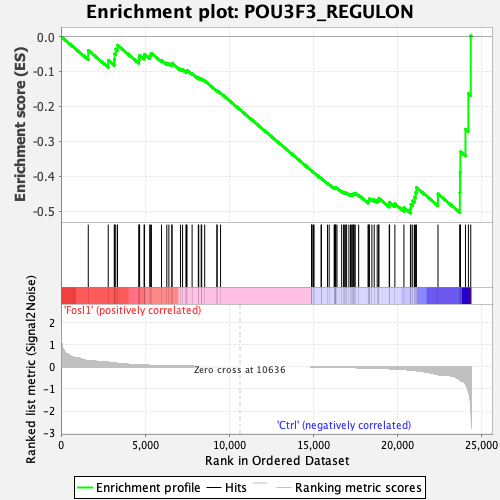 Enrichment plot: POU3F3_REGULON
Enrichment score (ES)
0.0
-0.1
-0.2
-0.3
-0.4
-0.5
'Fosl1' (positively correlated)
Ranked list metric (Signal2Noise)
2
1
0
-1
-2
-3
Zero cross at 10636
'Ctrl' (negatively correlated)
0 5,000 10,000 15,000 20,000 25,000
Rank in Ordered Dataset
Enrichment profile Hits Ranking metric scores